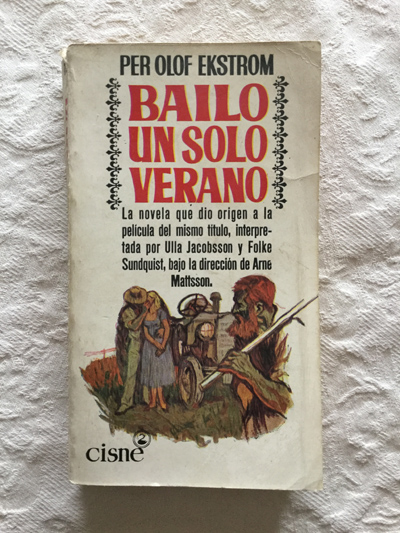 PER OLOF EKSTROM
BAILO
UN SOLO
VERANO
La novela que dio origen a la
película del mismo título, interpre-
tada por Ulla Jacobsson y Folke
Sundquist, bajo la dirección de Arne
Mattsson.
cisne 2